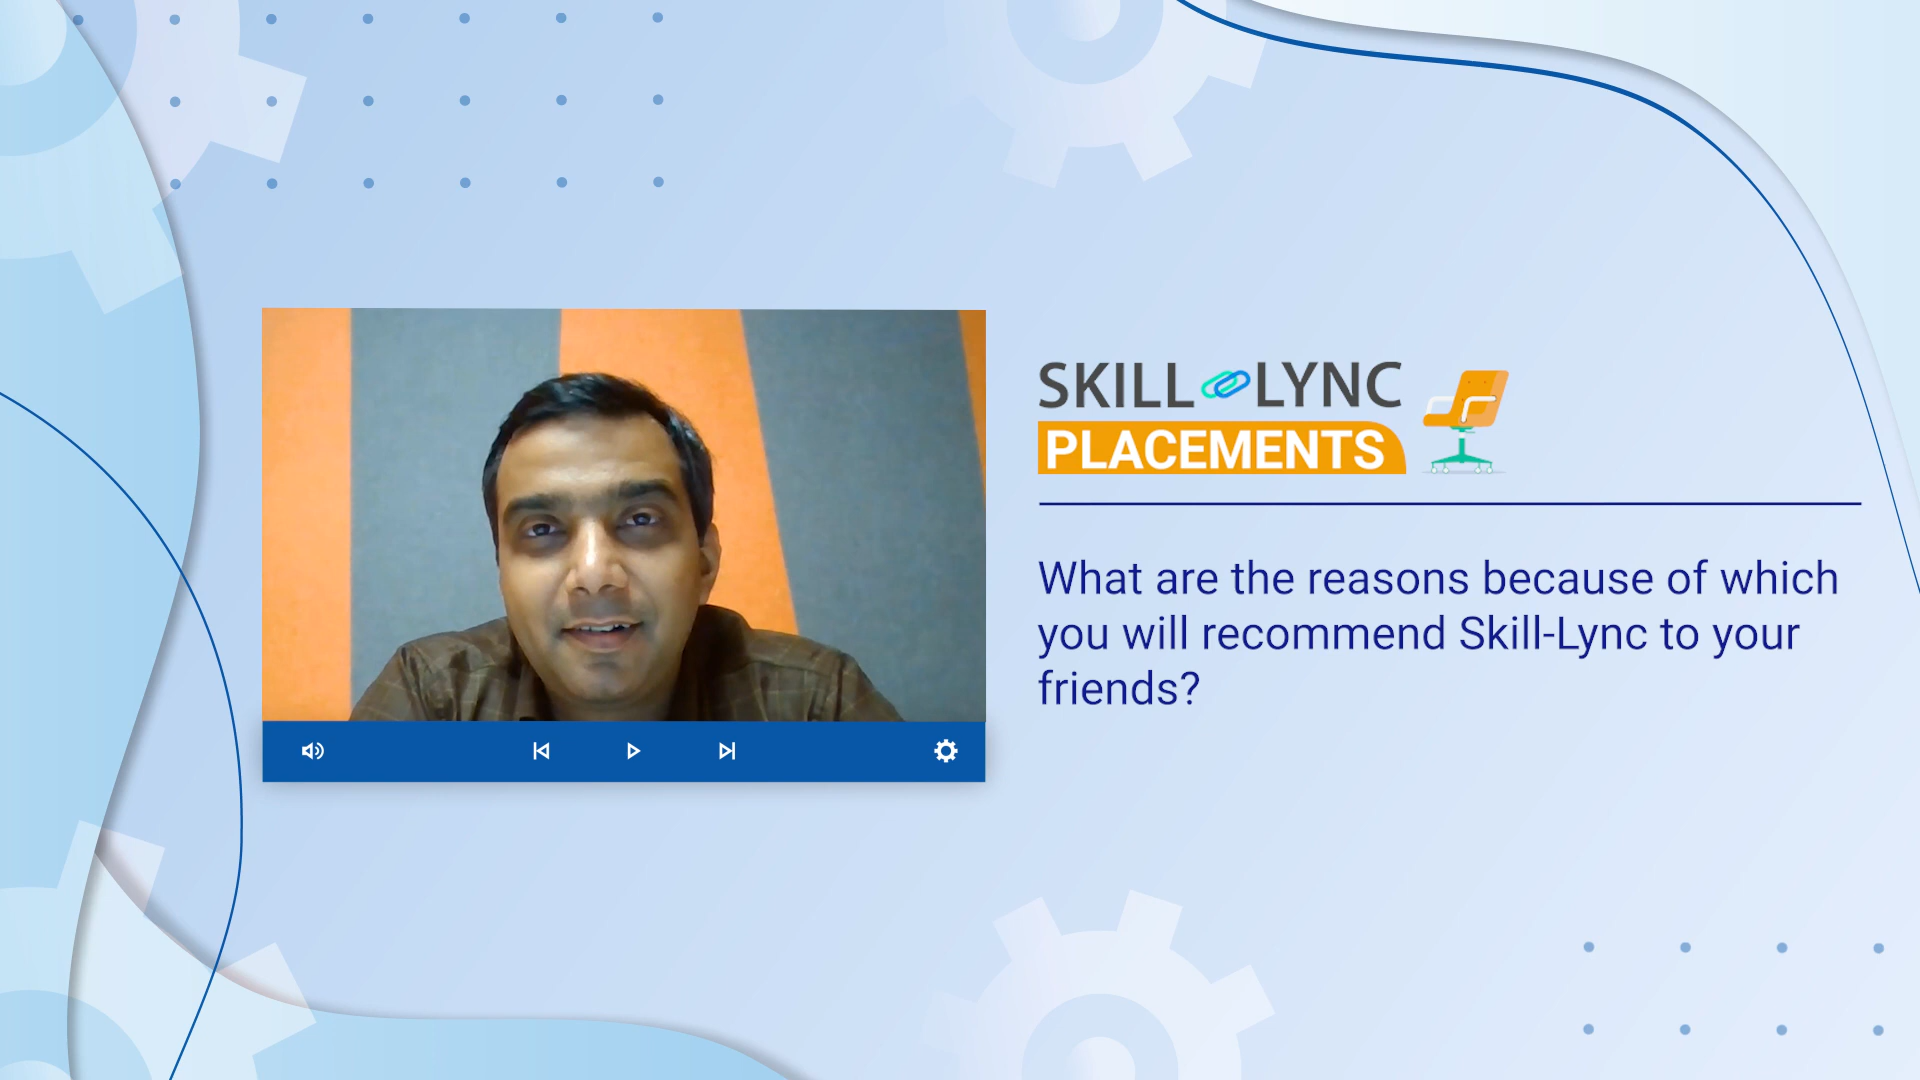 SKILL LYNC
PLACEMENTS
What are the reasons because of which
you will recommend Skill-Lync to your
friends?